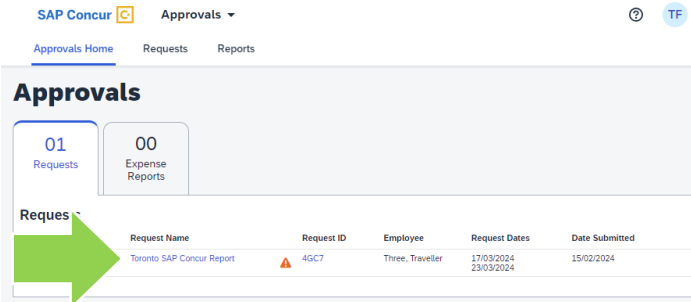 SAP Concur C. Approvals TF
Approvals Home Requests Reports
Approvals
01 00
Requests Expense
Reports
Request Name Request ID Employee Request Dates Date Submitted
Toronto SAP Concur Report 4GC7 Three, Traveller 17/03/2024 15/02/2024
23/03/2024